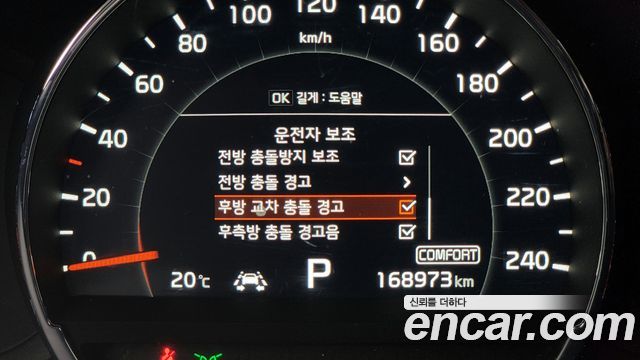 120
100 140
80 160
km/h
60 180
OK 길게 : 도움말
운전자 보조
40 200
전방 충돌방지 보조
전방 충돌 경고
20 220
후방 교차 충돌 경고
후측방 충돌 경고음
COMFORT
0 240
20℃ P 168973 km
신뢰를 더하다
encar.com